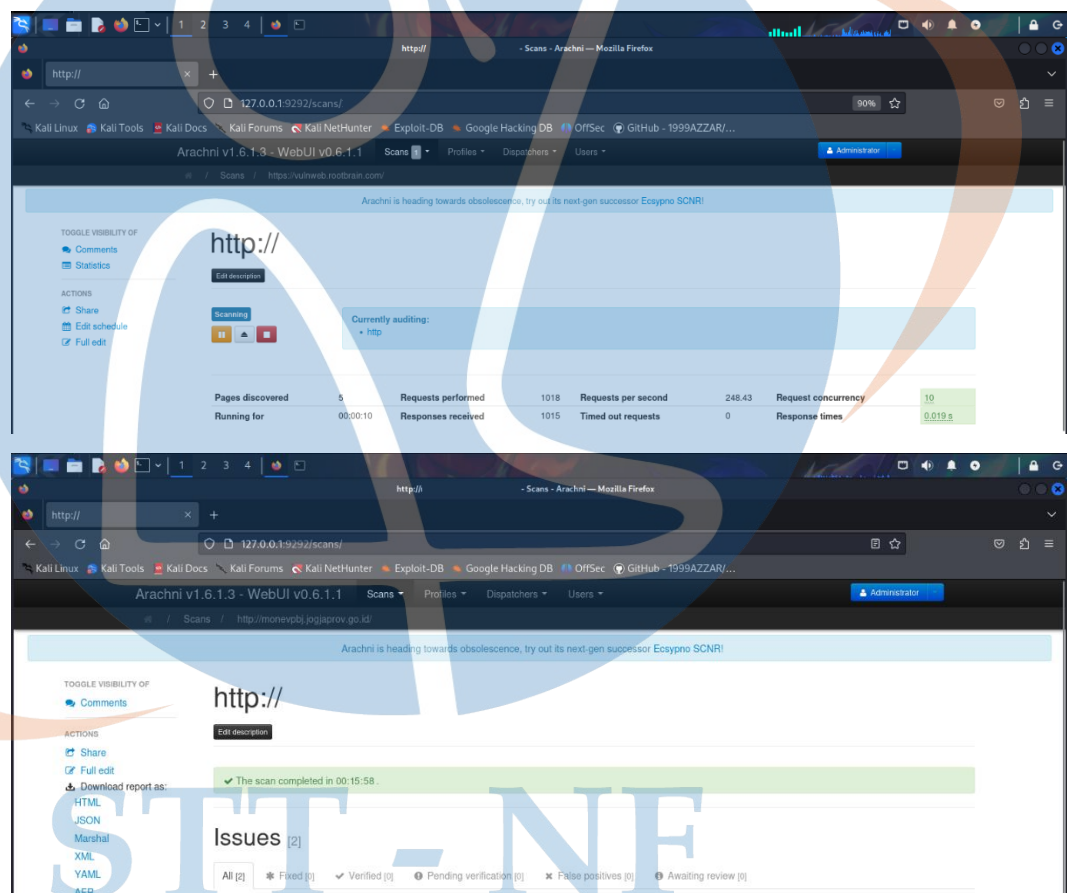 1 2 3 4
http:// - Scans - Arachni — Mozilla Firefox
http://
127.0.0.1:9292/scans/ 90%
Kali Linux Kali Tools Kali Docs Kali Forums Kali NetHunter Exploit-DB Google Hacking DB OffSec GitHub - 1999AZZAR/...
Arachni v1.6.1.3 - WebUI v0.6.1.1 Scans 1 Profiles Dispatchers Users Administrator
/ Scans / https://vulnweb.rootbrain.com/
Arachni is heading towards obsolescence, try out its next-gen successor Ecsypno SCNR!
TOGGLE VISIBILITY OF
Comments
Statistics
ACTIONS
Share
Edit schedule
Full edit
http://
Edit description
Scanning
Currently auditing:
• http
Pages discovered 5 Requests performed 1018 Requests per second 248.43 Request concurrency 10
Running for 00:00:10 Responses received 1015 Timed out requests 0 Response times 0.019 s
1 2 3 4
http:// - Scans - Arachni — Mozilla Firefox
http://
127.0.0.1:9292/scans/
Kali Linux Kali Tools Kali Docs Kali Forums Kali NetHunter Exploit-DB Google Hacking DB OffSec GitHub - 1999AZZAR/...
Arachni v1.6.1.3 - WebUI v0.6.1.1 Scans Profiles Dispatchers Users Administrator
/ Scans / http://monevpbj.jogjaprov.go.id/
Arachni is heading towards obsolescence, try out its next-gen successor Ecsypno SCNR!
TOGGLE VISIBILITY OF
Comments
ACTIONS
Share
Full edit
Download report as:
HTML
JSON
Marshal
XML
YAML
AFR
http://
Edit description
The scan completed in 00:15:58.
Issues [2]
All [2] Fixed [0] Verified [0] Pending verification [0] False positives [0] Awaiting review [0]
STT - NF